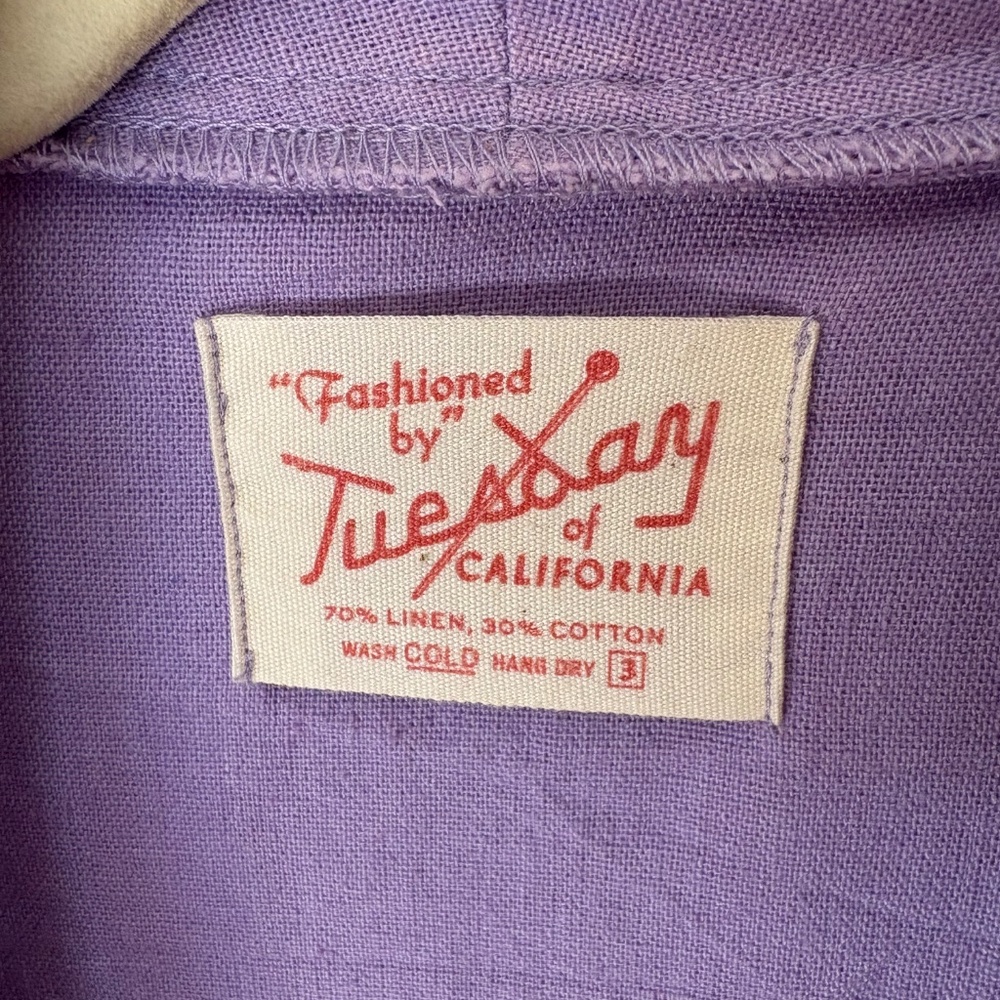 "Fashioned
by"
Tuesday
of
CALIFORNIA
70% LINEN, 30% COTTON
WASH COLD HANG DRY 3